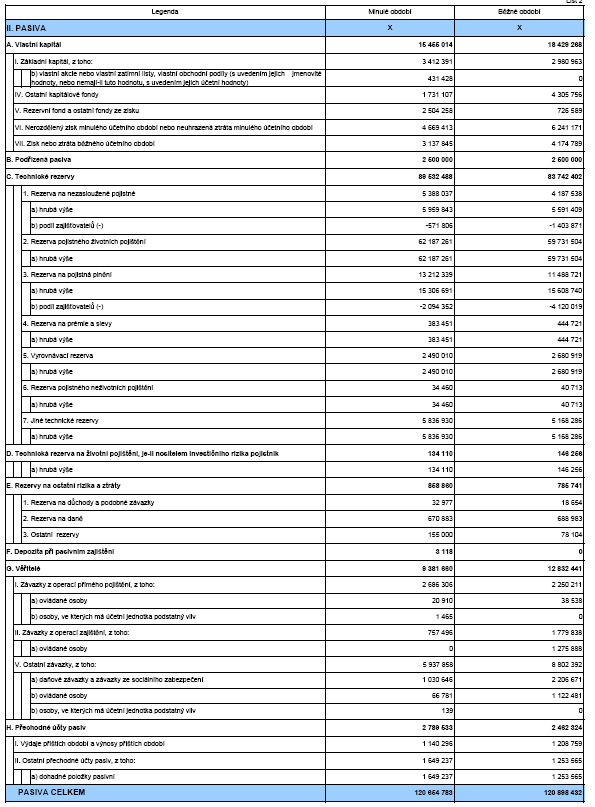 List 2
Legenda Minulé období Běžné období
II. PASIVA X X
A. Vlastní kapitál 15 455 014 18 429 268
I. Základní kapitál, z toho: 3 412 391 2 980 963
b) vlastní akcie nebo vlastní zatímní listy, vlastní obchodní podíly (s uvedením jejich jmenovité
hodnoty, nebo nemají-li tuto hodnotu, s uvedením jejich účetní hodnoty) 431 428 0
IV. Ostatní kapitálové fondy 1 731 107 4 305 756
V. Rezervní fond a ostatní fondy ze zisku 2 504 258 726 589
VI. Nerozdělený zisk minulého účetního období nebo neuhrazená ztráta minulého účetního období 4 669 413 6 241 171
VII. Zisk nebo ztráta běžného účetního období 3 137 845 4 174 789
B. Podřízená pasiva 2 600 000 2 600 000
C. Technické rezervy 89 532 488 83 742 402
1. Rezerva na nezasloužené pojistné 5 388 037 4 187 538
a) hrubá výše 5 959 843 5 591 409
b) podíl zajišťovatelů (-) -571 806 -1 403 871
2. Rezerva pojistného životních pojištění 62 187 261 59 731 504
a) hrubá výše 62 187 261 59 731 504
3. Rezerva na pojistná plnění 13 212 339 11 488 721
a) hrubá výše 15 306 691 15 608 740
b) podíl zajišťovatelů (-) -2 094 352 -4 120 019
4. Rezerva na prémie a slevy 383 451 444 721
a) hrubá výše 383 451 444 721
5. Vyrovnávací rezerva 2 490 010 2 680 919
a) hrubá výše 2 490 010 2 680 919
6. Rezerva pojistného neživotních pojištění 34 460 40 713
a) hrubá výše 34 460 40 713
7. Jiné technické rezervy 5 836 930 5 168 286
a) hrubá výše 5 836 930 5 168 286
D. Technická rezerva na životní pojištění, je-li nositelem investičního rizika pojistník 134 110 146 256
a) hrubá výše 134 110 146 256
E. Rezervy na ostatní rizika a ztráty 858 860 785 741
1. Rezerva na důchody a podobné závazky 32 977 18 654
2. Rezerva na daně 670 883 688 983
3. Ostatní rezervy 155 000 78 104
F. Depozita při pasivním zajištění 3 118 0
G. Věřitelé 9 381 660 12 832 441
I. Závazky z operací přímého pojištění, z toho: 2 686 306 2 250 211
a) ovládané osoby 20 910 38 538
b) osoby, ve kterých má účetní jednotka podstatný vliv 1 465 0
II. Závazky z operací zajištění, z toho: 757 496 1 779 838
a) ovládané osoby 0 1 275 888
V. Ostatní závazky, z toho: 5 937 858 8 802 392
a) daňové závazky a závazky ze sociálního zabezpečení 1 030 646 2 206 671
b) ovládané osoby 66 781 1 122 481
b) osoby, ve kterých má účetní jednotka podstatný vliv 139 0
H. Přechodné účty pasiv 2 789 533 2 462 324
I. Výdaje příštích období a výnosy příštích období 1 140 296 1 208 759
II. Ostatní přechodné účty pasiv, z toho: 1 649 237 1 253 565
a) dohadné položky pasivní 1 649 237 1 253 565
PASIVA CELKEM 120 654 783 120 898 432